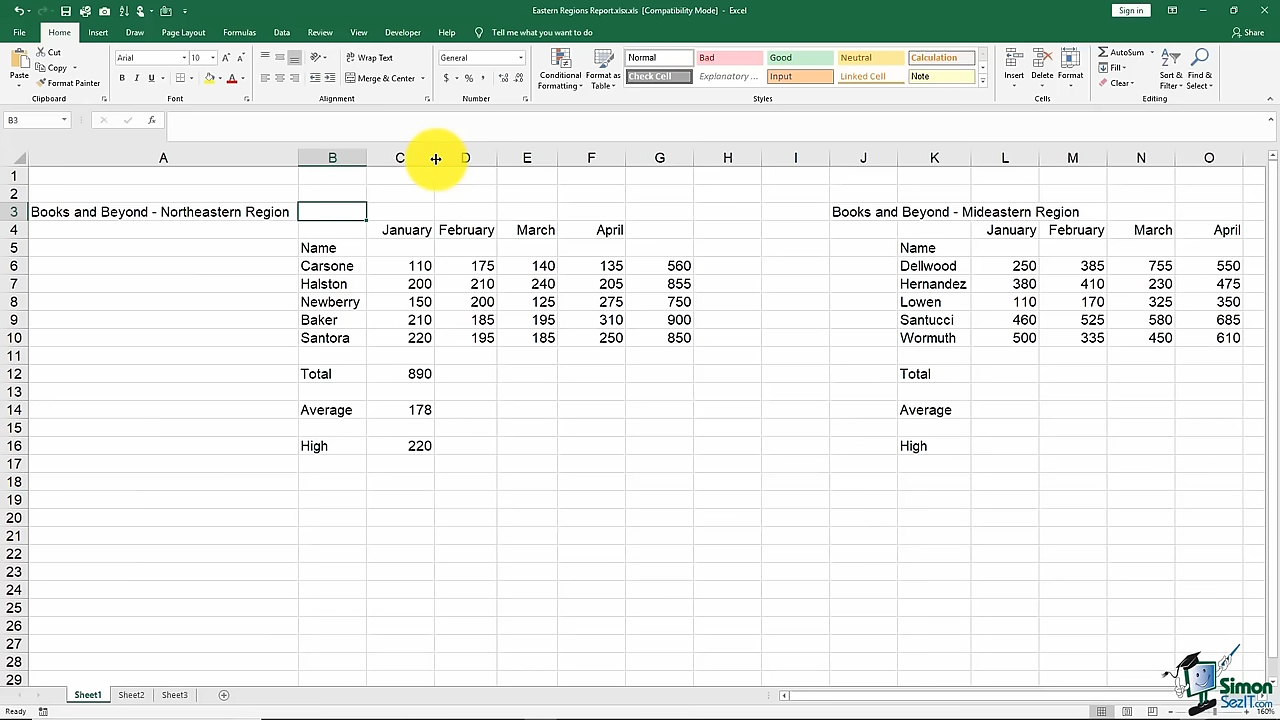 Eastern Regions Report.xlsx.xls [Compatibility Mode] - Excel
Sign in
File Home Insert Draw Page Layout Formulas Data Review View Developer Help Tell me what you want to do Share
Paste Cut Copy Format Painter Clipboard
Arial 10 B I U Font
Wrap Text Merge & Center Alignment
General $ % , Number
Conditional Formatting Format as Table
Normal Bad Good Neutral Calculation
Check Cell Explanatory ... Input Linked Cell Note
Styles
Insert Delete Format Cells
AutoSum Fill Clear Sort & Filter Find & Select Editing
B3 fx
A B C D E F G H I J K L M N O
1
2
3 Books and Beyond - Northeastern Region Books and Beyond - Mideastern Region
4 January February March April January February March April
5 Name Name
6 Carsone 110 175 140 135 560 Dellwood 250 385 755 550
7 Halston 200 210 240 205 855 Hernandez 380 410 230 475
8 Newberry 150 200 125 275 750 Lowen 110 170 325 350
9 Baker 210 185 195 310 900 Santucci 460 525 580 685
10 Santora 220 195 185 250 850 Wormuth 500 335 450 610
11
12 Total 890 Total
13
14 Average 178 Average
15
16 High 220 High
17
18
19
20
21
22
23
24
25
26
27
28
29
Simon
SezIT.com
Sheet1 Sheet2 Sheet3
Ready 160%